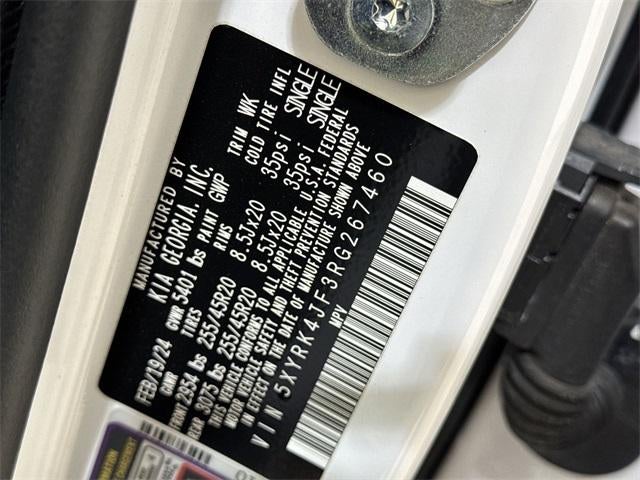 MANUFACTURED BY
KIA GEORGIA, INC.
FEB/19/24 GVWR 5401 lbs PAINT GWP TRIM WK
GAWR TIRES RIMS COLD TIRE INFL
FRONT 2954 lbs 255/45R20 8.5Jx20 35psi SINGLE
REAR 3075 lbs 255/45R20 8.5Jx20 35psi SINGLE
THIS VEHICLE CONFORMS TO ALL APPLICABLE U.S.A. FEDERAL
MOTOR VEHICLE SAFETY AND THEFT PREVENTION STANDARDS
IN EFFECT ON THE DATE OF MANUFACTURE SHOWN ABOVE
VIN 5XYRK4JF3RG267460
MPV